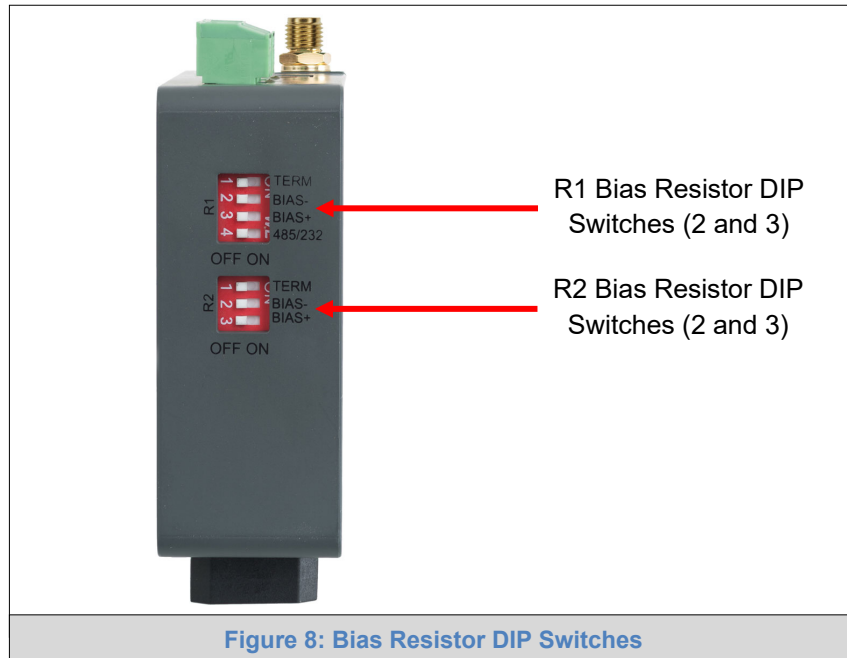 1 TERM
2 BIAS-
3 BIAS+
4 485/232
R1
OFF ON
1 TERM
2 BIAS-
3 BIAS+
R2
OFF ON
R1 Bias Resistor DIP
Switches (2 and 3)
R2 Bias Resistor DIP
Switches (2 and 3)
Figure 8: Bias Resistor DIP Switches